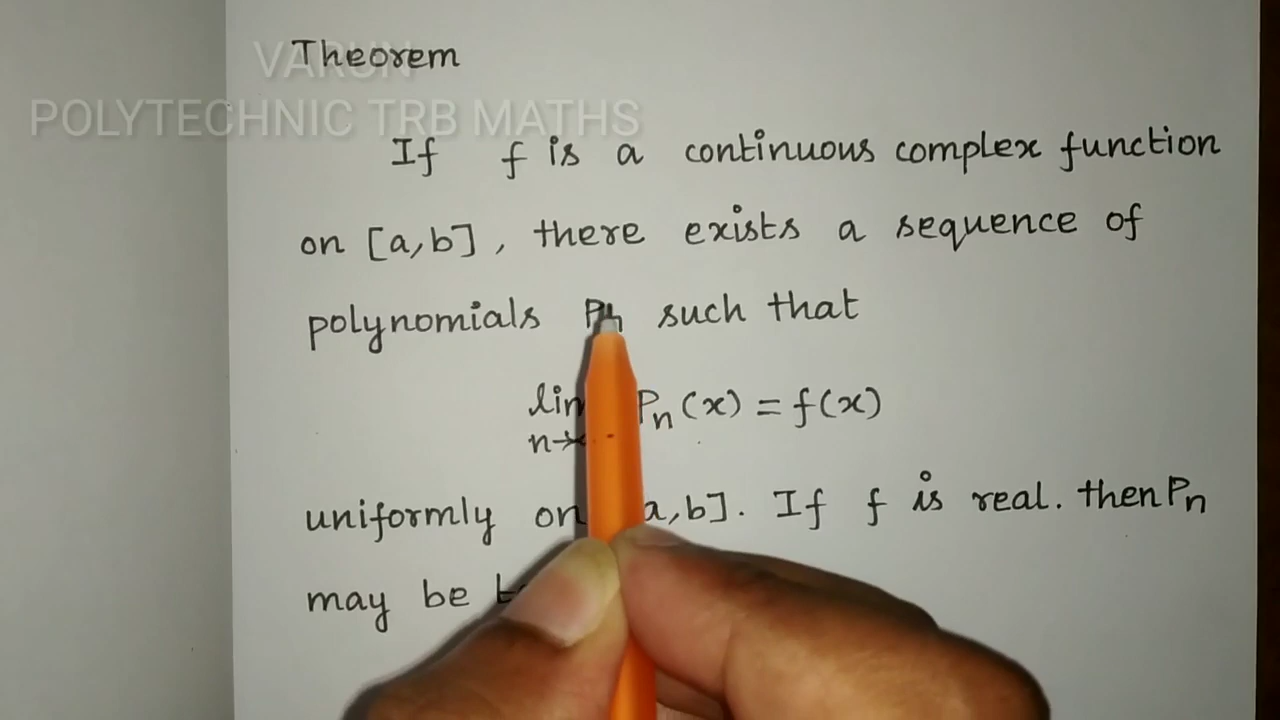 VARUN
POLYTECHNIC TRB MATHS
Theorem
If f is a continuous complex function
on [a,b], there exists a sequence of
polynomials Pn such that
Pn(x) = f(x)
n→
uniformly on a,b]. If f is real. then Pn
may be